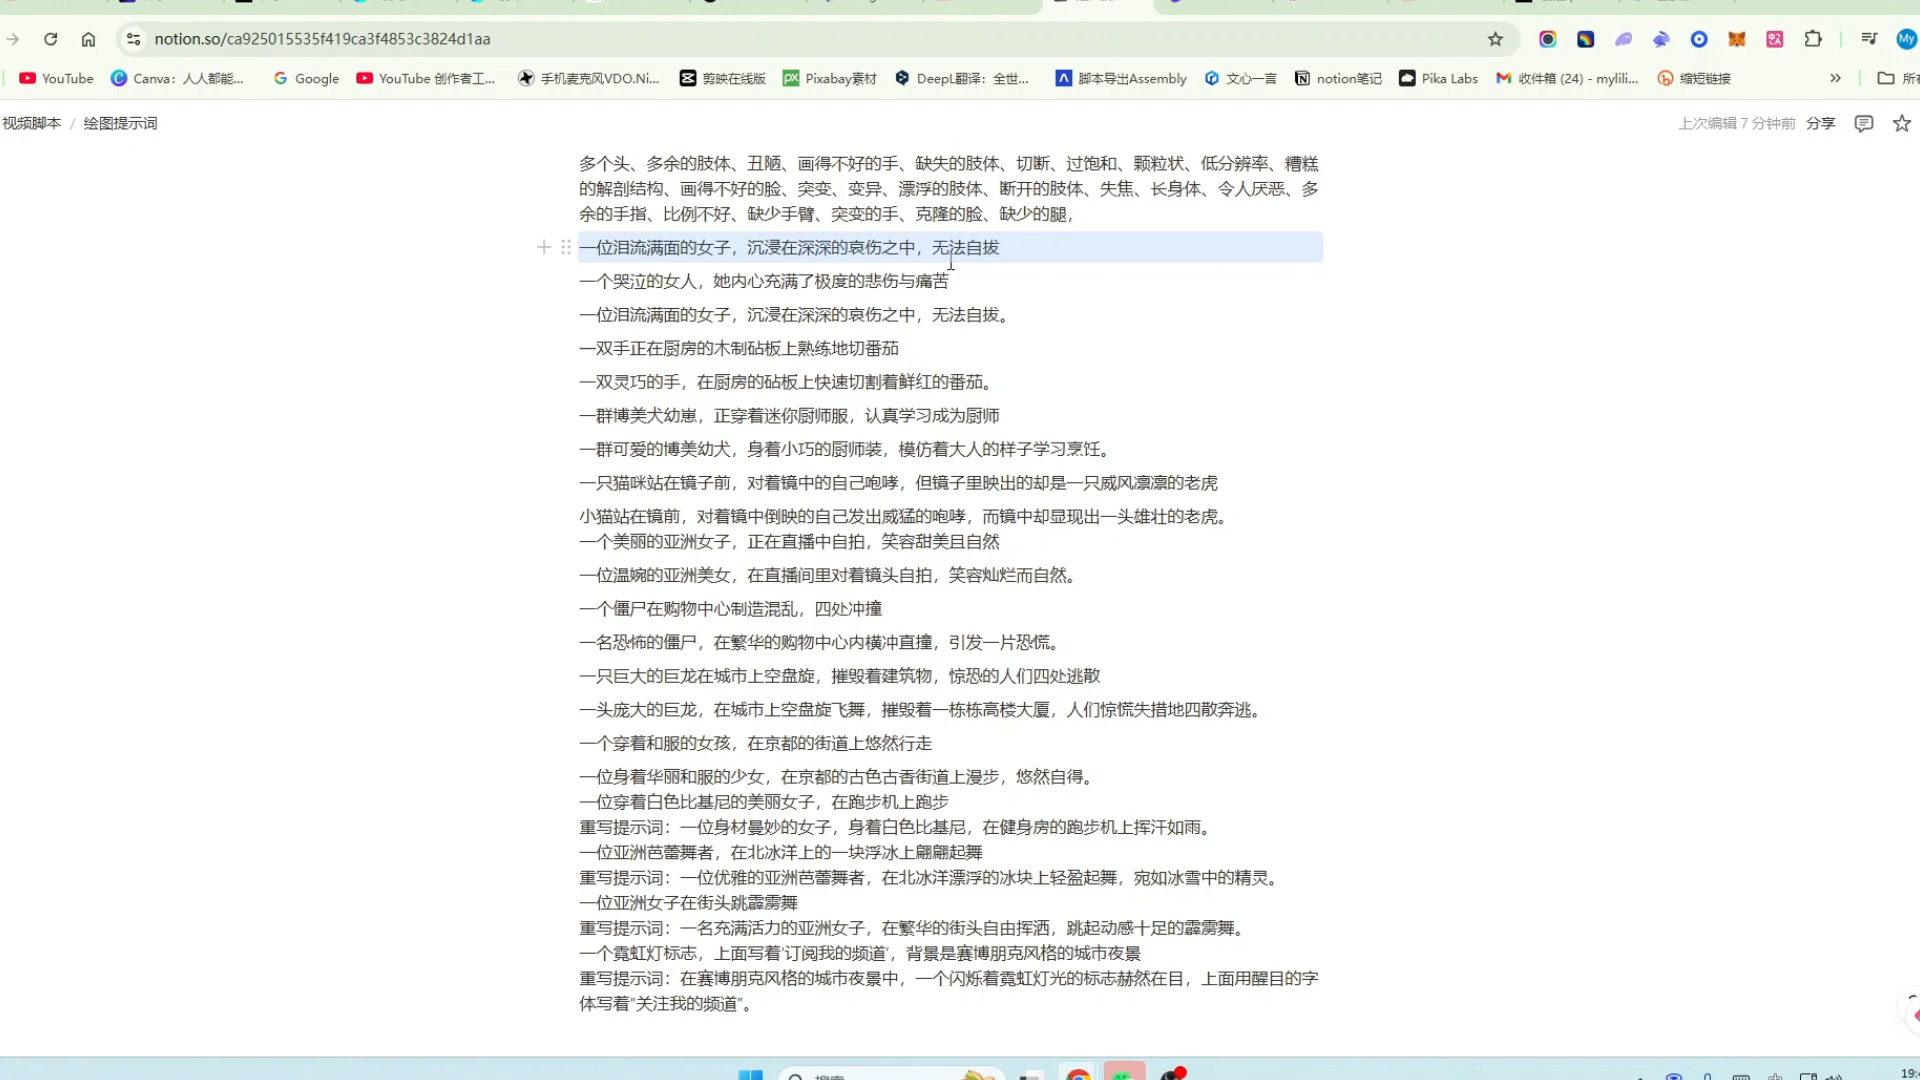 notion.so/ca925015535f419ca3f4853c3824d1aa
My
YouTube Canva：人人都能... Google YouTube 创作者工... 手机麦克风VDO.Ni... 剪映在线版 Pixabay素材 DeepL翻译：全世... 脚本导出Assembly 文心一言 notion笔记 Pika Labs 收件箱 (24) - mylili... 缩短链接 »
视频脚本 / 绘图提示词
上次编辑 7 分钟前 分享
多个头、多余的肢体、丑陋、画得不好的手、缺失的肢体、切断、过饱和、颗粒状、低分辨率、糟糕
的解剖结构、画得不好的脸、突变、变异、漂浮的肢体、断开的肢体、失焦、长身体、令人厌恶、多
余的手指、比例不好、缺少手臂、突变的手、克隆的脸、缺少的腿，
一位泪流满面的女子，沉浸在深深的哀伤之中，无法自拔
一个哭泣的女人，她内心充满了极度的悲伤与痛苦
一位泪流满面的女子，沉浸在深深的哀伤之中，无法自拔。
一双手正在厨房的木制砧板上熟练地切番茄
一双灵巧的手，在厨房的砧板上快速切割着鲜红的番茄。
一群博美犬幼崽，正穿着迷你厨师服，认真学习成为厨师
一群可爱的博美幼犬，身着小巧的厨师装，模仿着大人的样子学习烹饪。
一只猫咪站在镜子前，对着镜中的自己咆哮，但镜子里映出的却是一只威风凛凛的老虎
小猫站在镜前，对着镜中倒映的自己发出威猛的咆哮，而镜中却显现出一头雄壮的老虎。
一个美丽的亚洲女子，正在直播中自拍，笑容甜美且自然
一位温婉的亚洲美女，在直播间里对着镜头自拍，笑容灿烂而自然。
一个僵尸在购物中心制造混乱，四处冲撞
一名恐怖的僵尸，在繁华的购物中心内横冲直撞，引发一片恐慌。
一只巨大的巨龙在城市上空盘旋，摧毁着建筑物，惊恐的人们四处逃散
一头庞大的巨龙，在城市上空盘旋飞舞，摧毁着一栋栋高楼大厦，人们惊慌失措地四散奔逃。
一个穿着和服的女孩，在京都的街道上悠然行走
一位身着华丽和服的少女，在京都的古色古香街道上漫步，悠然自得。
一位穿着白色比基尼的美丽女子，在跑步机上跑步
重写提示词：一位身材曼妙的女子，身着白色比基尼，在健身房的跑步机上挥汗如雨。
一位亚洲芭蕾舞者，在北冰洋上的一块浮冰上翩翩起舞
重写提示词：一位优雅的亚洲芭蕾舞者，在北冰洋漂浮的冰块上轻盈起舞，宛如冰雪中的精灵。
一位亚洲女子在街头跳霹雳舞
重写提示词：一名充满活力的亚洲女子，在繁华的街头自由挥洒，跳起动感十足的霹雳舞。
一个霓虹灯标志，上面写着‘订阅我的频道’，背景是赛博朋克风格的城市夜景
重写提示词：在赛博朋克风格的城市夜景中，一个闪烁着霓虹灯光的标志赫然在目，上面用醒目的字
体写着“关注我的频道”。